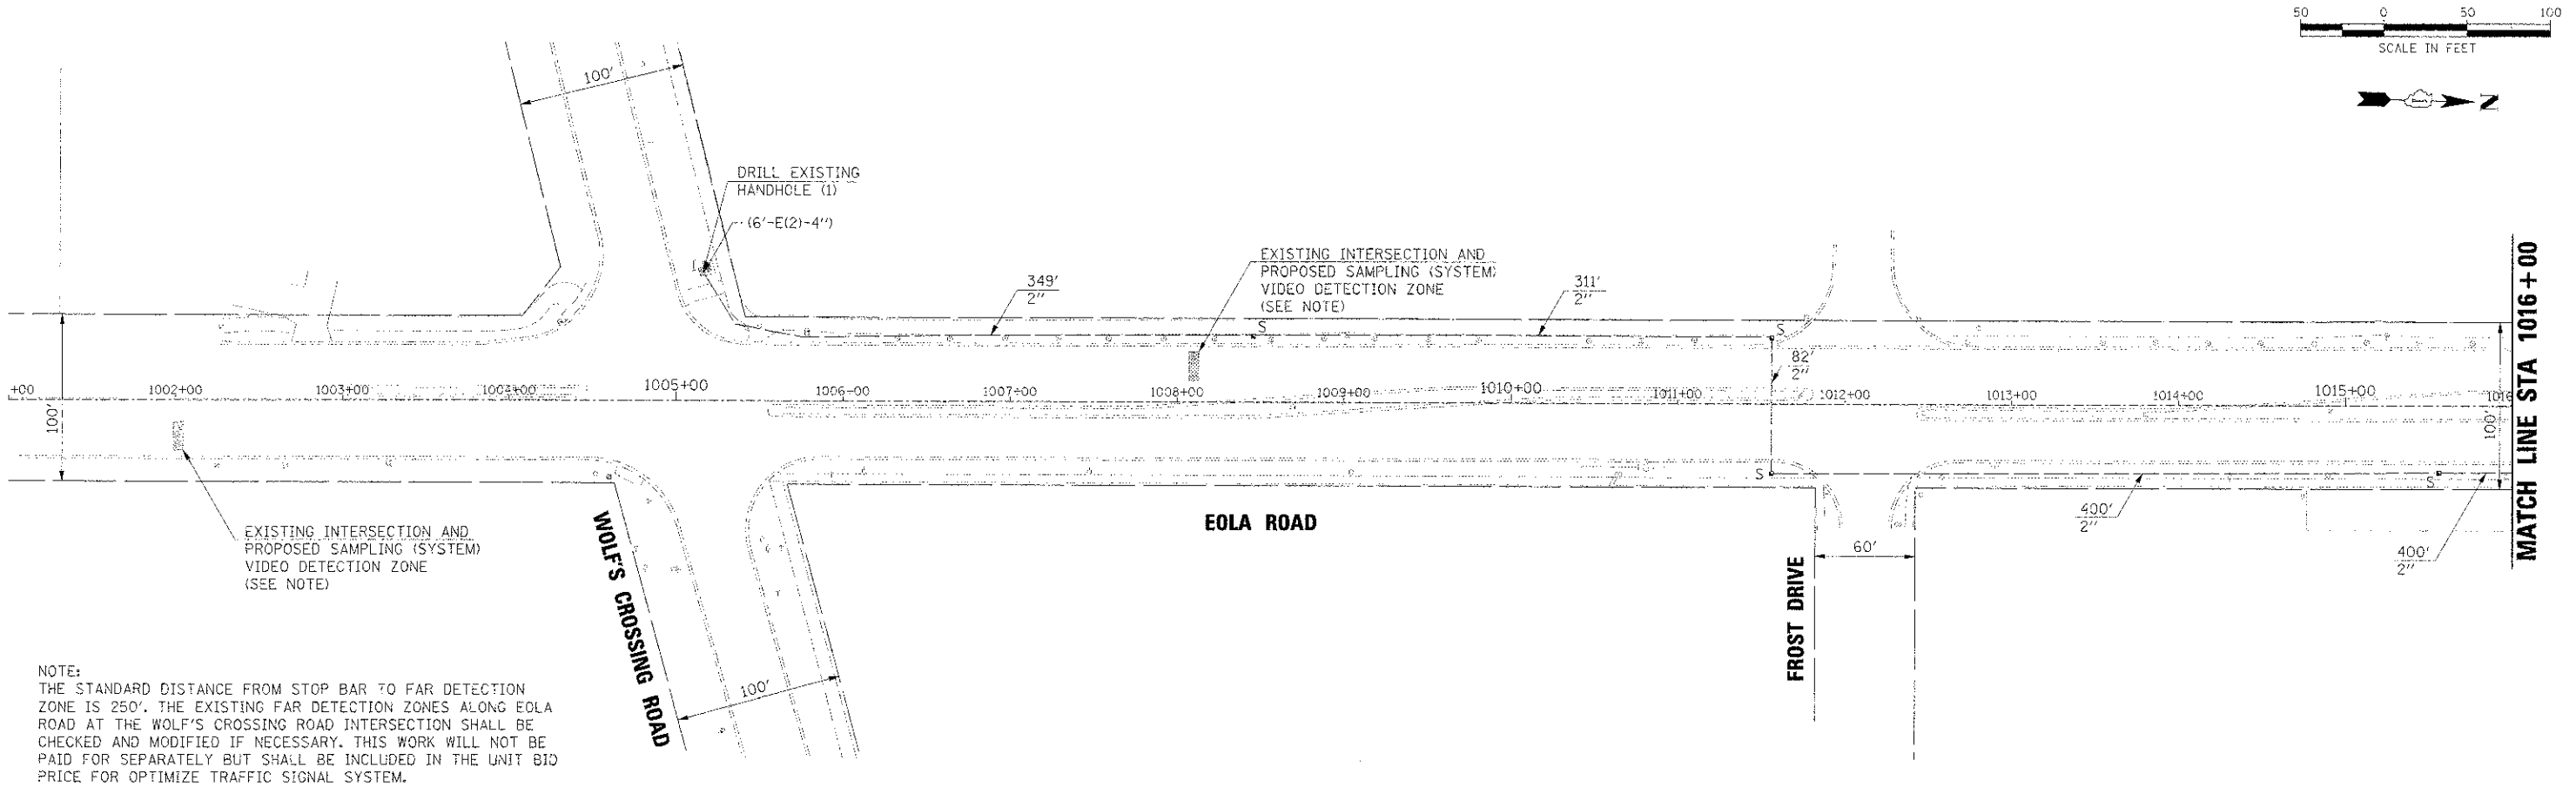 50 0 50 100
SCALE IN FEET
N
100'
DRILL EXISTING
HANDHOLE (1)
(6'-E(2)-4")
EXISTING INTERSECTION AND
PROPOSED SAMPLING (SYSTEM)
VIDEO DETECTION ZONE
(SEE NOTE)
349'
2"
S
311'
2"
S
82'
2"
MATCH LINE STA 1016+00
+00 1002+00 1003+00 1004+00 1005+00 1006+00 1007+00 1008+00 1009+00 1010+00 1011+00 1012+00 1013+00 1014+00 1015+00 1016
100'
100'
S
S
EXISTING INTERSECTION AND
PROPOSED SAMPLING (SYSTEM)
VIDEO DETECTION ZONE
(SEE NOTE)
WOLF'S CROSSING ROAD
EOLA ROAD
FROST DRIVE
60'
400'
2"
400'
2"
100'
NOTE:
THE STANDARD DISTANCE FROM STOP BAR TO FAR DETECTION
ZONE IS 250'. THE EXISTING FAR DETECTION ZONES ALONG EOLA
ROAD AT THE WOLF'S CROSSING ROAD INTERSECTION SHALL BE
CHECKED AND MODIFIED IF NECESSARY. THIS WORK WILL NOT BE
PAID FOR SEPARATELY BUT SHALL BE INCLUDED IN THE UNIT BID
PRICE FOR OPTIMIZE TRAFFIC SIGNAL SYSTEM.